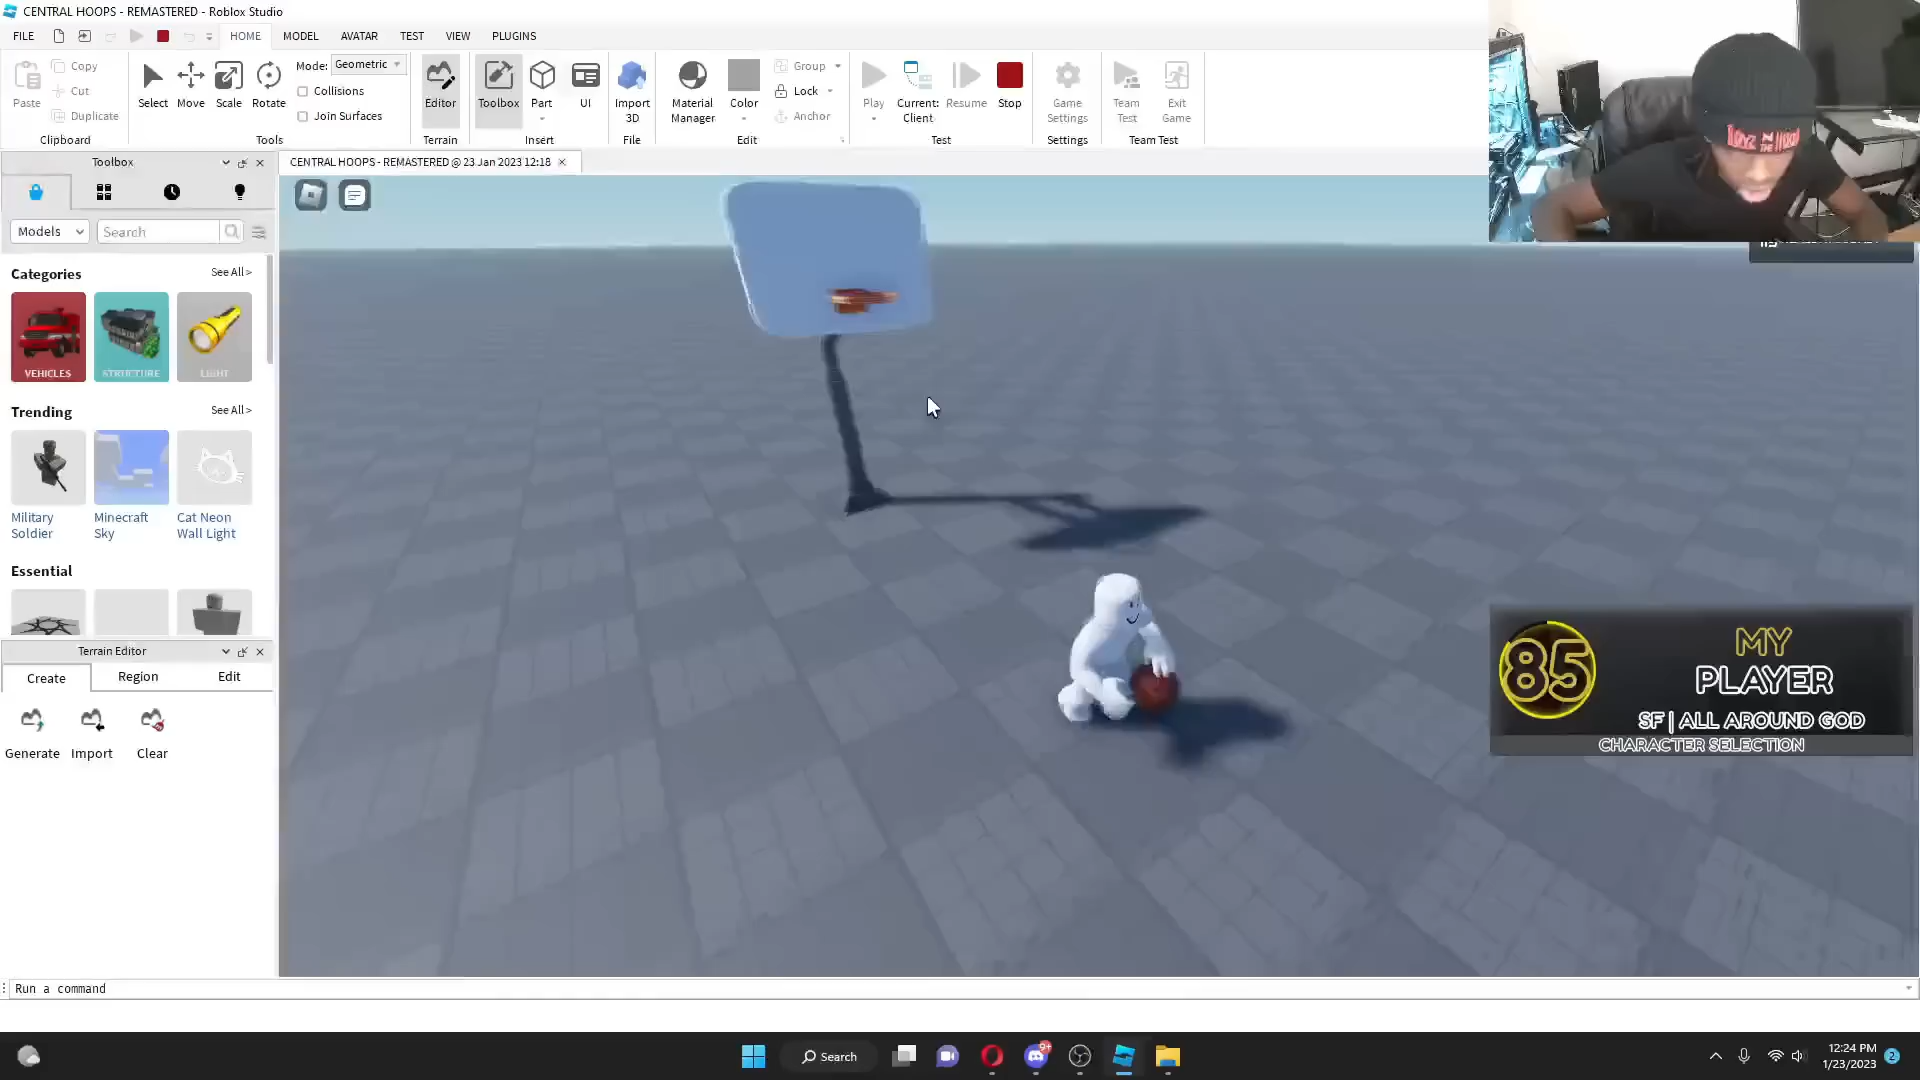 CENTRAL HOOPS - REMASTERED - Roblox Studio
FILE HOME MODEL AVATAR TEST VIEW PLUGINS
Paste Copy Cut Duplicate Clipboard
Select Move Scale Rotate Mode: Geometric Collisions Join Surfaces Tools
Editor Terrain
Toolbox Part UI Insert
Import 3D File
Material Manager Color Group Lock Anchor Edit
Play Current: Client Resume Stop Test
Game Settings Settings
Team Test Exit Game Team Test
Toolbox
CENTRAL HOOPS - REMASTERED @ 23 Jan 2023 12:18
Models Search
Categories See All >
VEHICLES STRUCTURE LIGHT
Trending See All >
Military Soldier Minecraft Sky Cat Neon Wall Light
Essential
Terrain Editor
Create Region Edit
Generate Import Clear
85 MY
PLAYER
SF | ALL AROUND GOD
CHARACTER SELECTION
Run a command
Search
9+
12:24 PM
1/23/2023
2